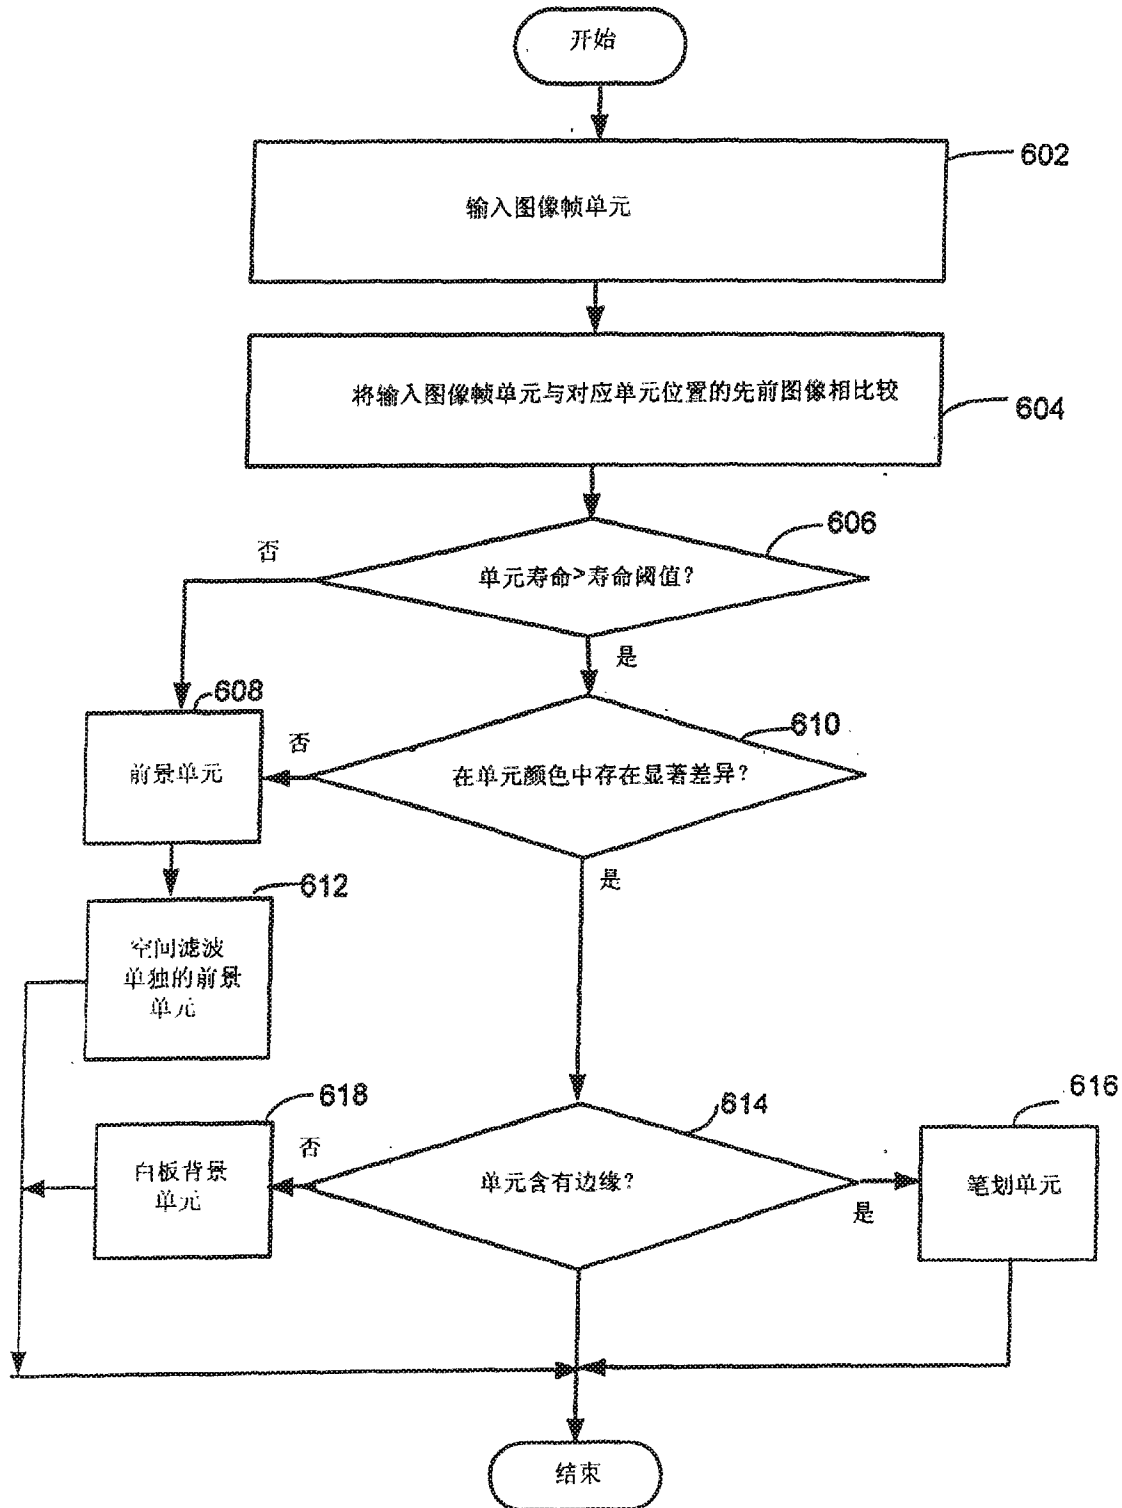 开始
602
输入图像帧单元
将输入图像帧单元与对应单元位置的先前图像相比较
604
606
否
单元寿命>寿命阈值?
是
608
610
否
前景单元
在单元颜色中存在显著差异?
是
612
空间滤波
单独的前景
单元
618
614
616
否
白板背景
单元
单元含有边缘?
是
笔划单元
结束